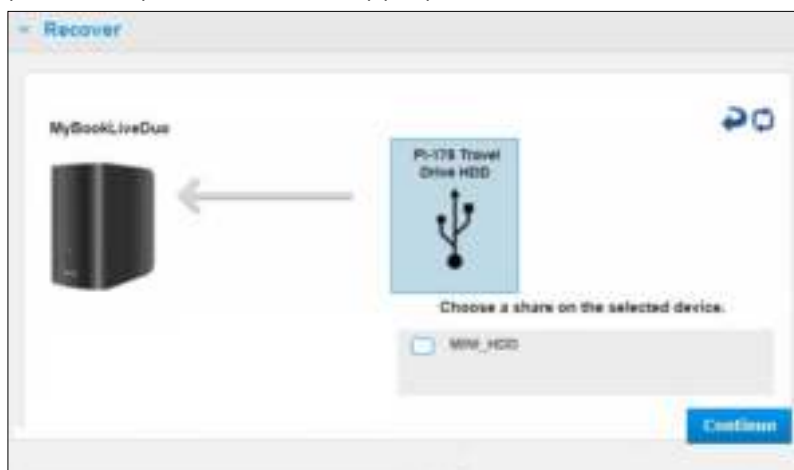 Recover
MyBookLiveDuo
PI-178 Travel
Drive HDD
Choose a share on the selected device.
MINI_HDD
Continue